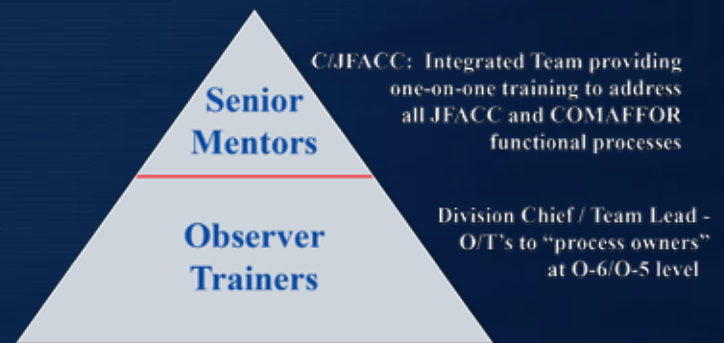 Senior
Mentors
C/JFACC: Integrated Team providing
one-on-one training to address
all JFACC and COMAFFOR
functional processes
Observer
Trainers
Division Chief / Team Lead -
O/T's to “process owners”
at O-6/O-5 level